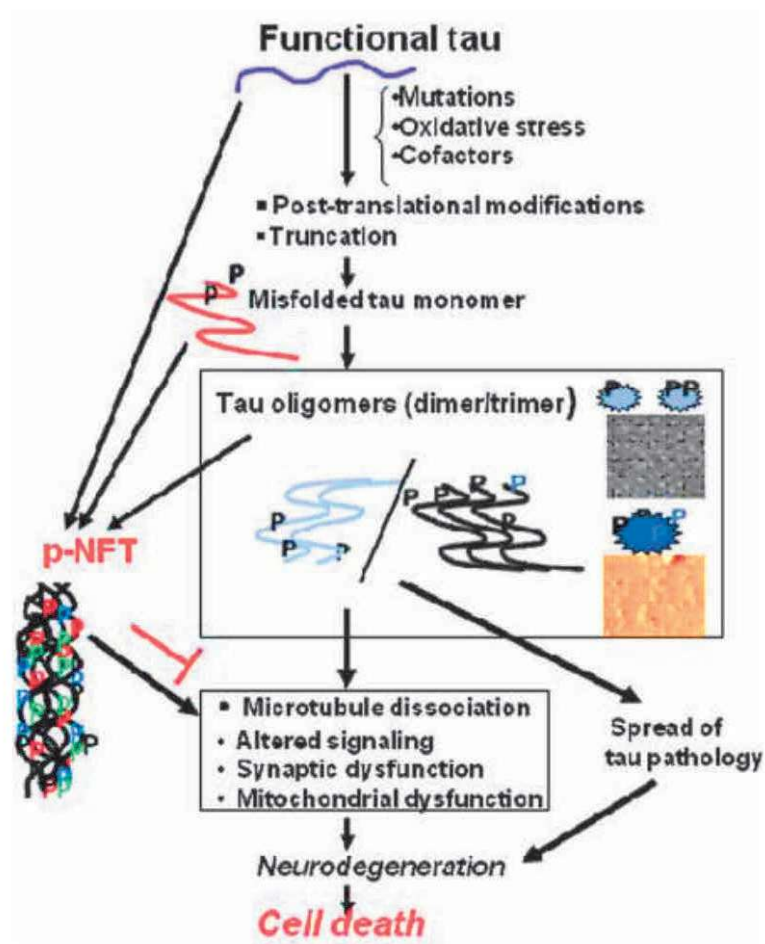 Functional tau
•Mutations
•Oxidative stress
•Cofactors
▪ Post-translational modifications
▪ Truncation
P
P
Misfolded tau monomer
Tau oligomers (dimer/trimer)
P PP
P P P P
P P
P P
P P P
p-NFT
• Microtubule dissociation
• Altered signaling
• Synaptic dysfunction
• Mitochondrial dysfunction
Spread of
tau pathology
Neurodegeneration
Cell death